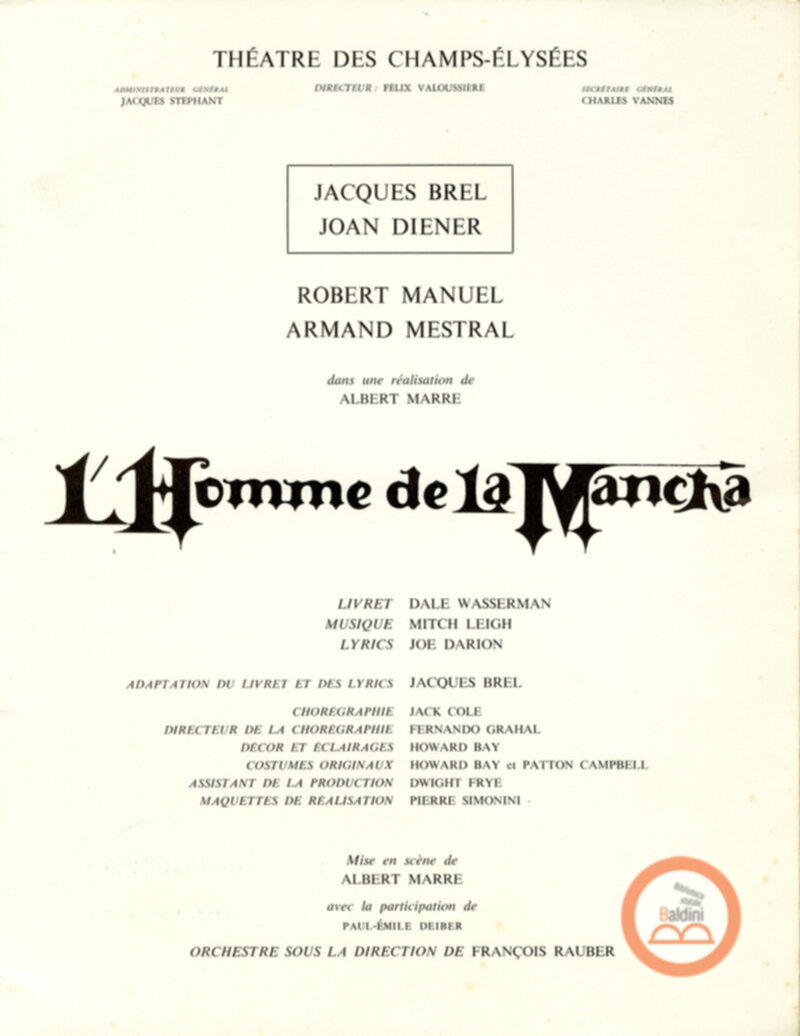 THÉATRE DES CHAMPS-ÉLYSÉES
ADMINISTRATEUR GÉNÉRAL
JACQUES STEPHANT
DIRECTEUR : FÉLIX VALOUSSIÈRE
SECRÉTAIRE GÉNÉRAL
CHARLES VANNES
JACQUES BREL
JOAN DIENER
ROBERT MANUEL
ARMAND MESTRAL
dans une réalisation de
ALBERT MARRE
L'Homme de la Mancha
LIVRET DALE WASSERMAN
MUSIQUE MITCH LEIGH
LYRICS JOE DARION
ADAPTATION DU LIVRET ET DES LYRICS JACQUES BREL
CHORÉGRAPHIE JACK COLE
DIRECTEUR DE LA CHORÉGRAPHIE FERNANDO GRAHAL
DÉCOR ET ÉCLAIRAGES HOWARD BAY
COSTUMES ORIGINAUX HOWARD BAY et PATTON CAMPBELL
ASSISTANT DE LA PRODUCTION DWIGHT FRYE
MAQUETTES DE RÉALISATION PIERRE SIMONINI
Mise en scène de
ALBERT MARRE
avec la participation de
PAUL-ÉMILE DEIBER
ORCHESTRE SOUS LA DIRECTION DE FRANÇOIS RAUBER
Biblioteca
statale
Baldini